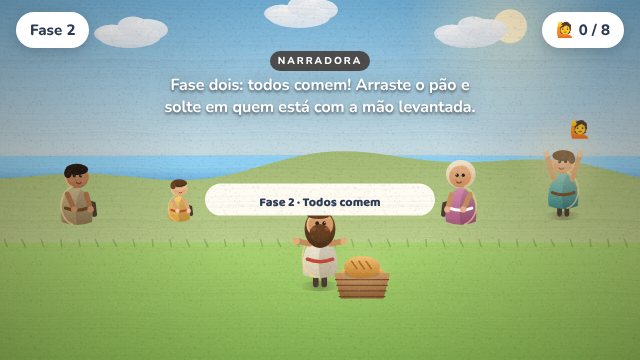 Fase 2
0 / 8
NARRADORA
Fase dois: todos comem! Arraste o pão e
solte em quem está com a mão levantada.
Fase 2 · Todos comem